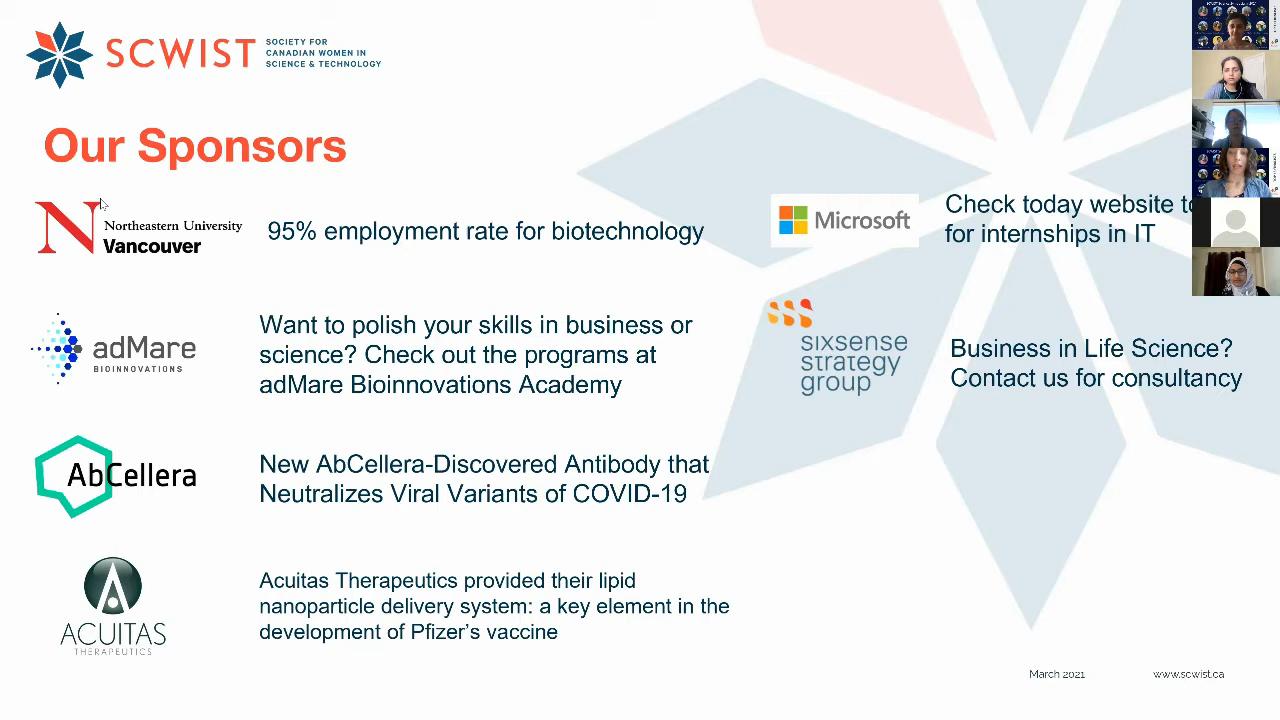 SCWIST
SOCIETY FOR
CANADIAN WOMEN IN
SCIENCE & TECHNOLOGY
Our Sponsors
Northeastern University
Vancouver
95% employment rate for biotechnology
adMare
BIOINNOVATIONS
Want to polish your skills in business or
science? Check out the programs at
adMare Bioinnovations Academy
AbCellera
New AbCellera-Discovered Antibody that
Neutralizes Viral Variants of COVID-19
ACUITAS
THERAPEUTICS
Acuitas Therapeutics provided their lipid
nanoparticle delivery system: a key element in the
development of Pfizer's vaccine
Microsoft
Check today website
for internships in IT
sixsense
strategy
group
Business in Life Science?
Contact us for consultancy
March 2021
www.scwist.ca